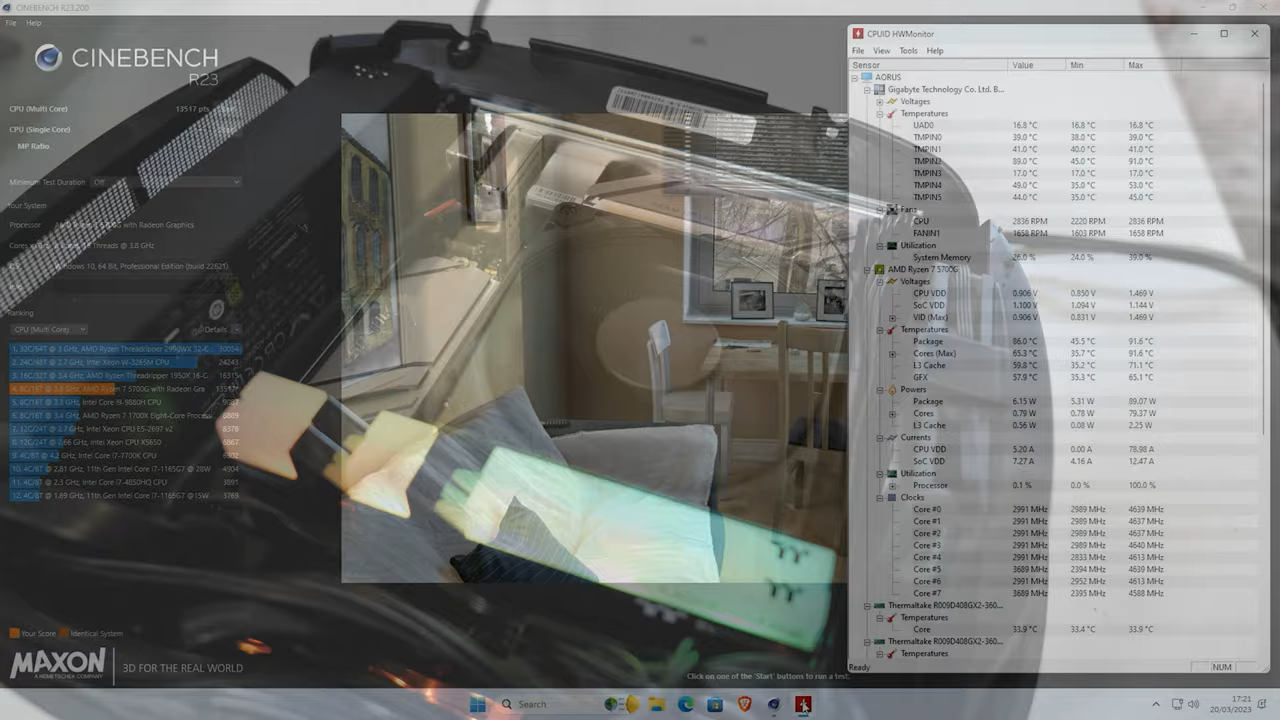 CINEBENCH R23.200
File Help
CINEBENCH
R23
CPU (Multi Core) 13517 pts
CPU (Single Core)
MP Ratio
Minimum Test Duration Off
Your System
Processor
with Radeon Graphics
Threads @ 3.8 GHz
Windows 10, 64 Bit, Professional Edition (build 22621)
Ranking
CPU (Multi Core) Details
1. 32C/64T @ 3 GHz, AMD Ryzen Threadripper 2990WX 32-C 30054
2. 24C/48T @ 2.7 GHz, Intel Xeon W-3265M CPU 24243
3. 16C/32T @ 3.4 GHz, AMD Ryzen Threadripper 1950X 16-C 16315
4. 8C/16T @ 3.8 GHz, AMD Ryzen 7 5700G with Radeon Gra 13517
5. 8C/16T @ 2.3 GHz, Intel Core i9-9880H CPU 9087
6. 8C/16T @ 3.4 GHz, AMD Ryzen 7 1700X Eight-Core Proces 8889
7. 12C/24T @ 2.7 GHz, Intel Xeon CPU E5-2697 v2 8378
8. 12C/24T @ 2.66 GHz, Intel Xeon CPU X5650 6867
9. 4C/8T @ 4.2 GHz, Intel Core i7-7700K CPU 6302
10. 4C/8T @ 2.81 GHz, 11th Gen Intel Core i7-1165G7 @ 28W 4904
11. 4C/8T @ 2.3 GHz, Intel Core i7-4850HQ CPU 3891
12. 4C/8T @ 1.69 GHz, 11th Gen Intel Core i7-1165G7 @15W 3769
Your Score Identical System
MAXON 3D FOR THE REAL WORLD
A NEMETSCHEK COMPANY
Click on one of the 'Start' buttons to run a test.
CPUID HWMonitor
File View Tools Help
Sensor Value Min Max
AORUS
Gigabyte Technology Co. Ltd. B...
Voltages
Temperatures
UAD0 16.8 °C 16.8 °C 16.8 °C
TMPIN0 39.0 °C 38.0 °C 39.0 °C
TMPIN1 41.0 °C 40.0 °C 41.0 °C
TMPIN2 89.0 °C 45.0 °C 91.0 °C
TMPIN3 17.0 °C 17.0 °C 17.0 °C
TMPIN4 49.0 °C 35.0 °C 53.0 °C
TMPIN5 44.0 °C 35.0 °C 45.0 °C
Fans
CPU 2836 RPM 2220 RPM 2836 RPM
FANIN1 1658 RPM 1603 RPM 1658 RPM
Utilization
System Memory 26.0 % 24.0 % 39.0 %
AMD Ryzen 7 5700G
Voltages
CPU VDD 0.906 V 0.850 V 1.469 V
SoC VDD 1.100 V 1.094 V 1.144 V
VID (Max) 0.906 V 0.831 V 1.469 V
Temperatures
Package 86.0 °C 45.5 °C 91.6 °C
Cores (Max) 65.3 °C 35.7 °C 91.6 °C
L3 Cache 59.8 °C 35.2 °C 71.1 °C
GFX 57.9 °C 35.3 °C 65.1 °C
Powers
Package 6.15 W 5.31 W 89.07 W
Cores 0.79 W 0.78 W 79.37 W
L3 Cache 0.56 W 0.08 W 2.25 W
Currents
CPU VDD 5.20 A 0.00 A 78.98 A
SoC VDD 7.27 A 4.16 A 12.47 A
Utilization
Processor 0.1 % 0.0 % 100.0 %
Clocks
Core #0 2991 MHz 2989 MHz 4639 MHz
Core #1 2991 MHz 2989 MHz 4637 MHz
Core #2 2991 MHz 2989 MHz 4637 MHz
Core #3 2991 MHz 2989 MHz 4640 MHz
Core #4 2991 MHz 2833 MHz 4613 MHz
Core #5 3689 MHz 2394 MHz 4639 MHz
Core #6 2991 MHz 2952 MHz 4613 MHz
Core #7 3689 MHz 2395 MHz 4588 MHz
Thermaltake R009D408GX2-360...
Temperatures
Core 33.9 °C 33.4 °C 33.9 °C
Thermaltake R009D408GX2-360...
Temperatures
Ready NUM
Search
17:21
20/03/2023